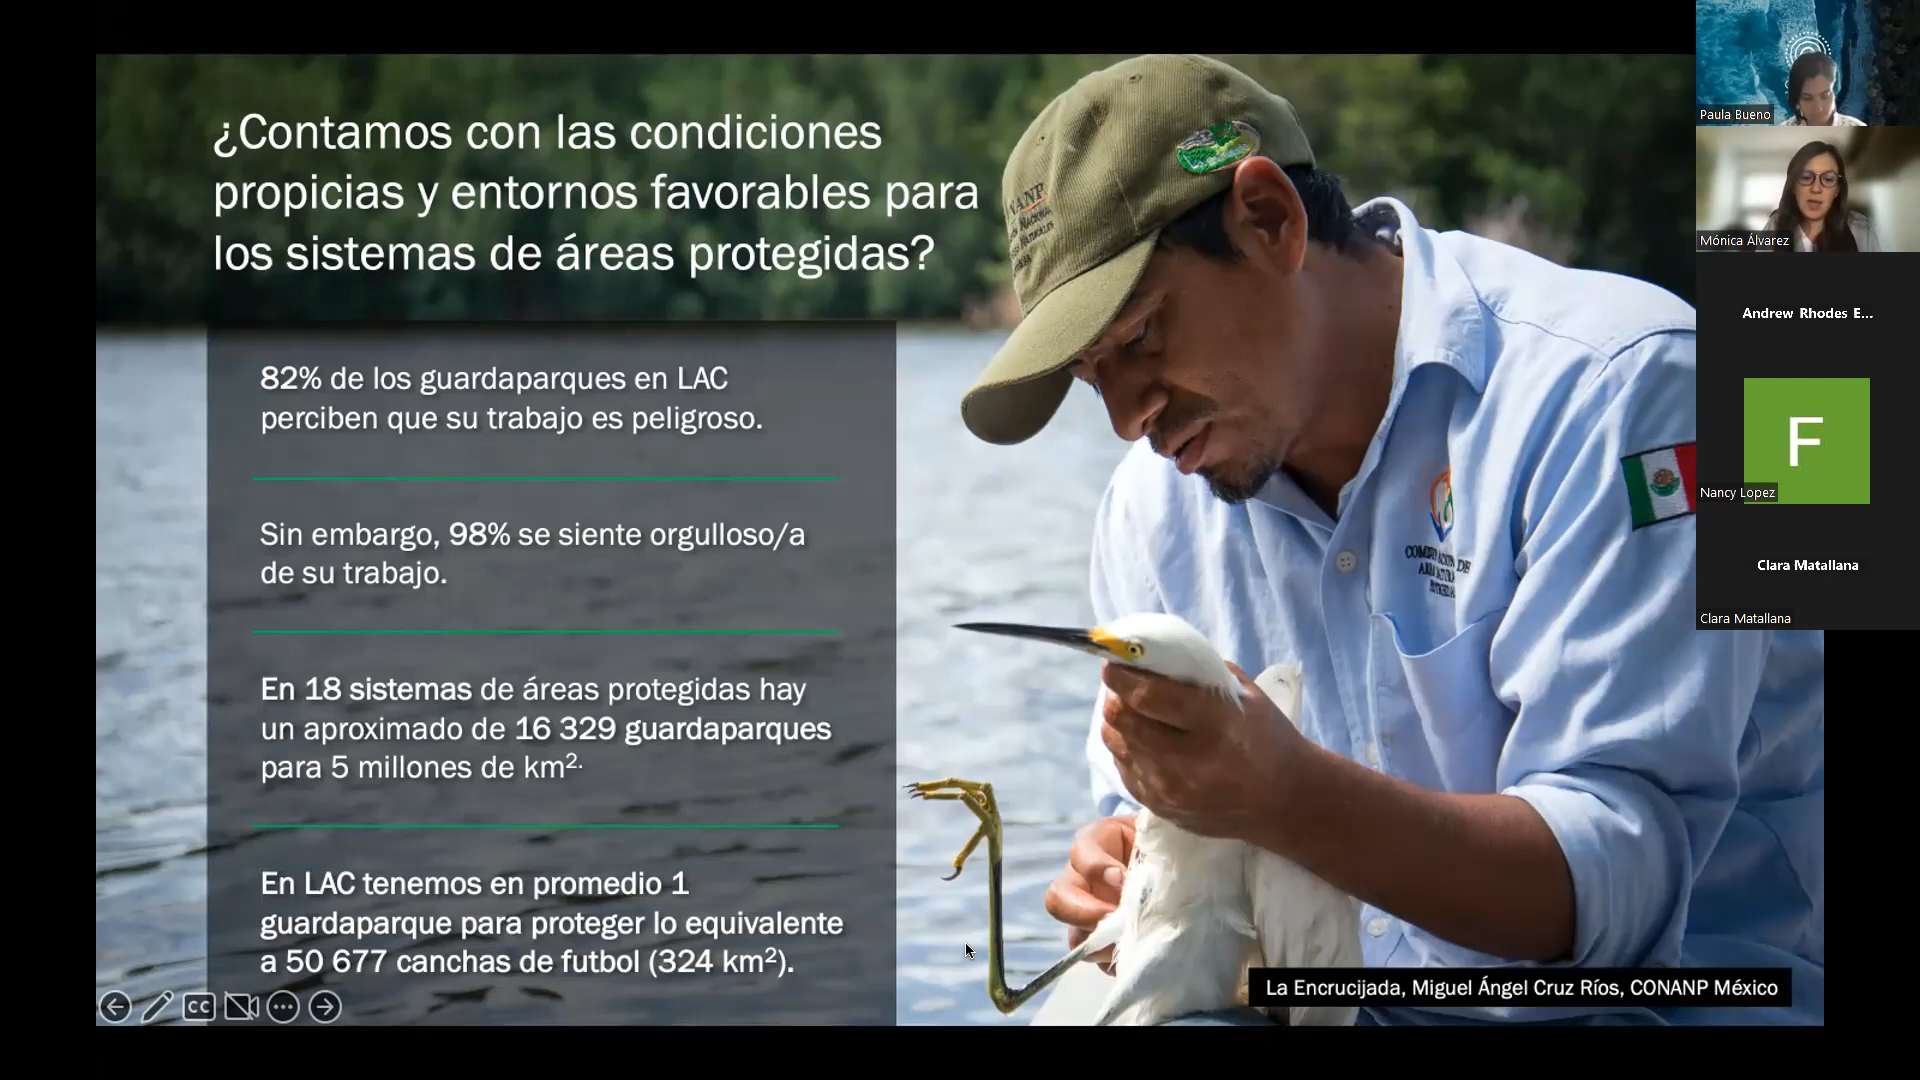 ¿Contamos con las condiciones
propicias y entornos favorables para
los sistemas de áreas protegidas?
82% de los guardaparques en LAC
perciben que su trabajo es peligroso.
Sin embargo, 98% se siente orgulloso/a
de su trabajo.
En 18 sistemas de áreas protegidas hay
un aproximado de 16 329 guardaparques
para 5 millones de km².
En LAC tenemos en promedio 1
guardaparque para proteger lo equivalente
a 50 677 canchas de futbol (324 km²).
La Encrucijada, Miguel Ángel Cruz Ríos, CONANP México
CC
Paula Bueno
Mónica Álvarez
Andrew Rhodes E...
F
Nancy Lopez
Clara Matallana
Clara Matallana